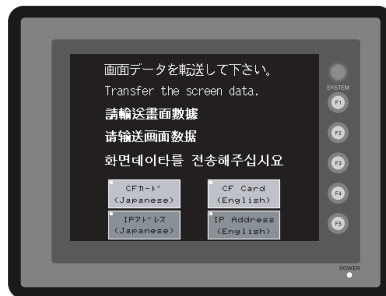 画面データを転送して下さい。
Transfer the screen data.
請輸送畫面數據
请输送画面数据
화면데이타를 전송해주십시요
CFカード
(Japanese)
CF Card
(English)
IPアドレス
(Japanese)
IP Address
(English)
SYSTEM
F1
F2
F3
F4
F5
POWER